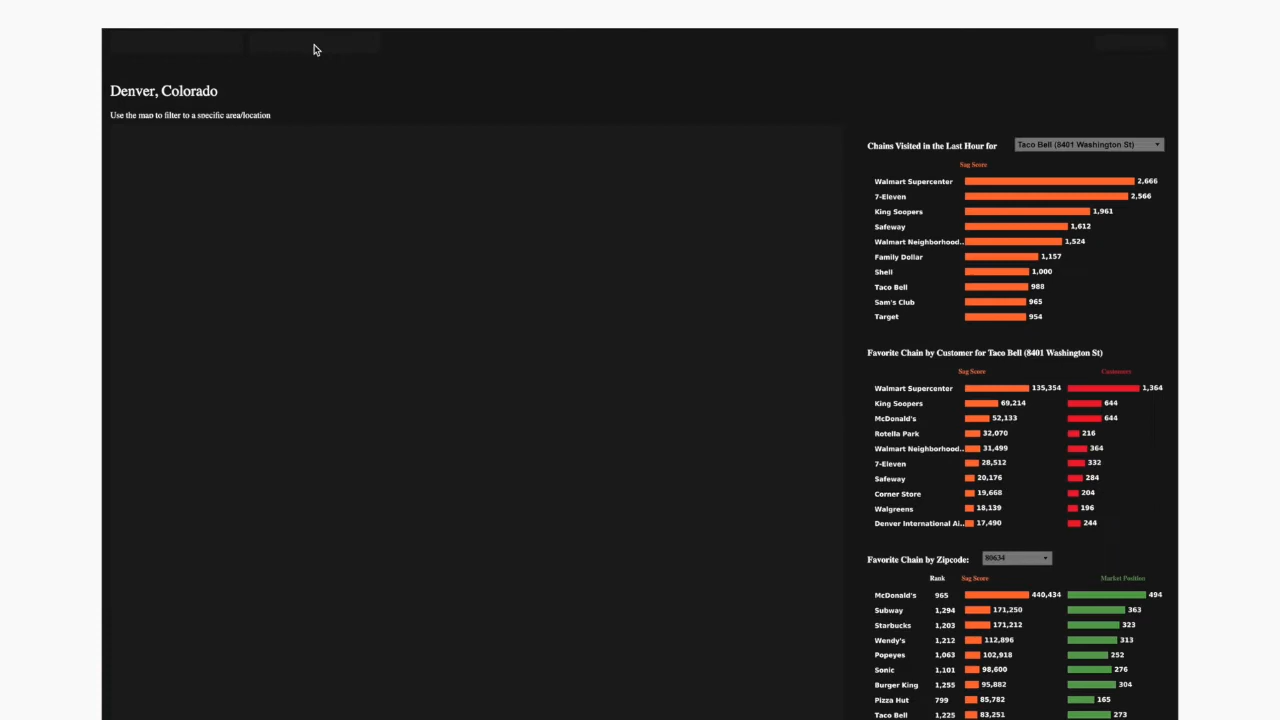 Denver, Colorado
Use the map to filter to a specific area/location
Chains Visited in the Last Hour for Taco Bell (8401 Washington St)
Sag Score
Walmart Supercenter 2,666
7-Eleven 2,566
King Soopers 1,961
Safeway 1,612
Walmart Neighborhood.. 1,524
Family Dollar 1,157
Shell 1,000
Taco Bell 988
Sam's Club 965
Target 954
Favorite Chain by Customer for Taco Bell (8401 Washington St)
Sag Score Customers
Walmart Supercenter 135,354 1,364
King Soopers 69,214 644
McDonald's 52,133 644
Rotella Park 32,070 216
Walmart Neighborhood.. 31,499 364
7-Eleven 28,512 332
Safeway 20,176 284
Corner Store 19,668 204
Walgreens 18,139 196
Denver International Ai.. 17,490 244
Favorite Chain by Zipcode: 80634
Rank Sag Score Market Position
McDonald's 965 440,434 494
Subway 1,294 171,250 363
Starbucks 1,203 171,212 323
Wendy's 1,212 112,896 313
Popeyes 1,063 102,918 252
Sonic 1,101 98,600 276
Burger King 1,255 95,882 304
Pizza Hut 799 85,782 165
Taco Bell 1,225 83,251 273